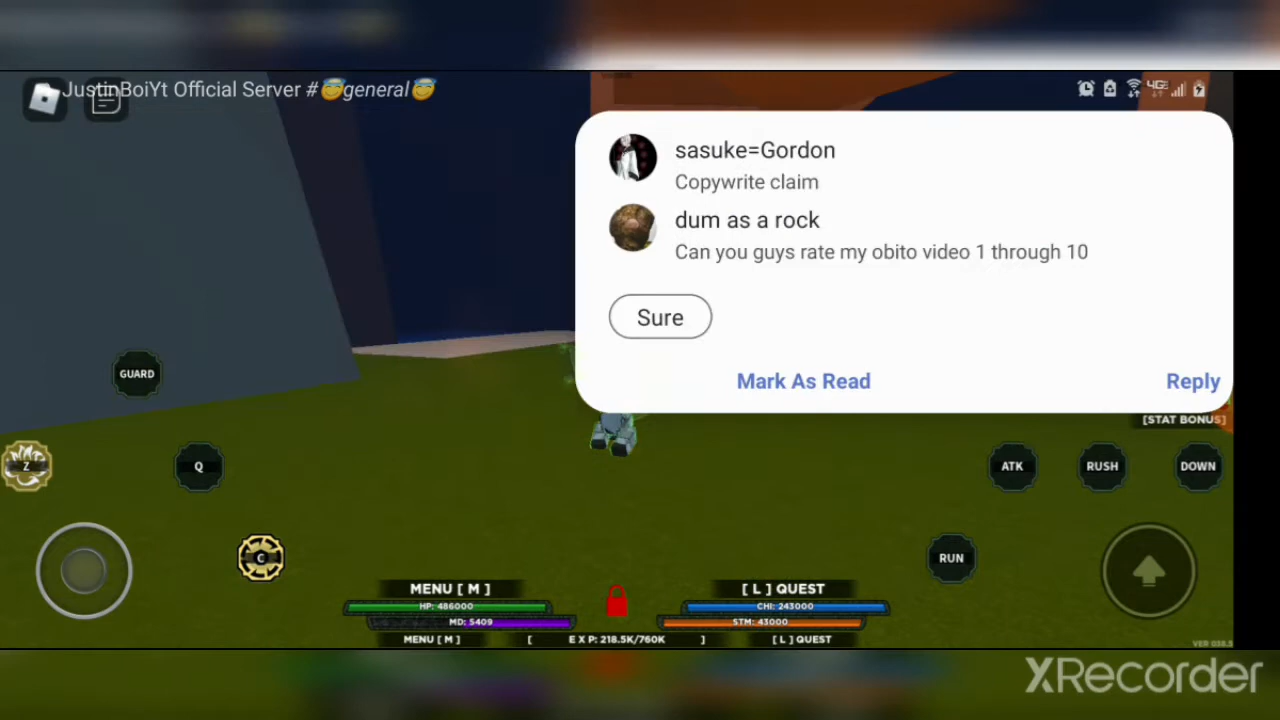 JustinBoiYt Official Server #😇general😇
4GE
sasuke=Gordon
Copywrite claim
dum as a rock
Can you guys rate my obito video 1 through 10
Sure
Mark As Read
Reply
[STAT BONUS]
GUARD
Z
Q
ATK
RUSH
DOWN
C
RUN
MENU [ M ]
[ L ] QUEST
HP: 486000
CHI: 243000
MD: 5409
STM: 43000
MENU [ M ]
[ E X P: 218.5K/760K ]
[ L ] QUEST
XRecorder